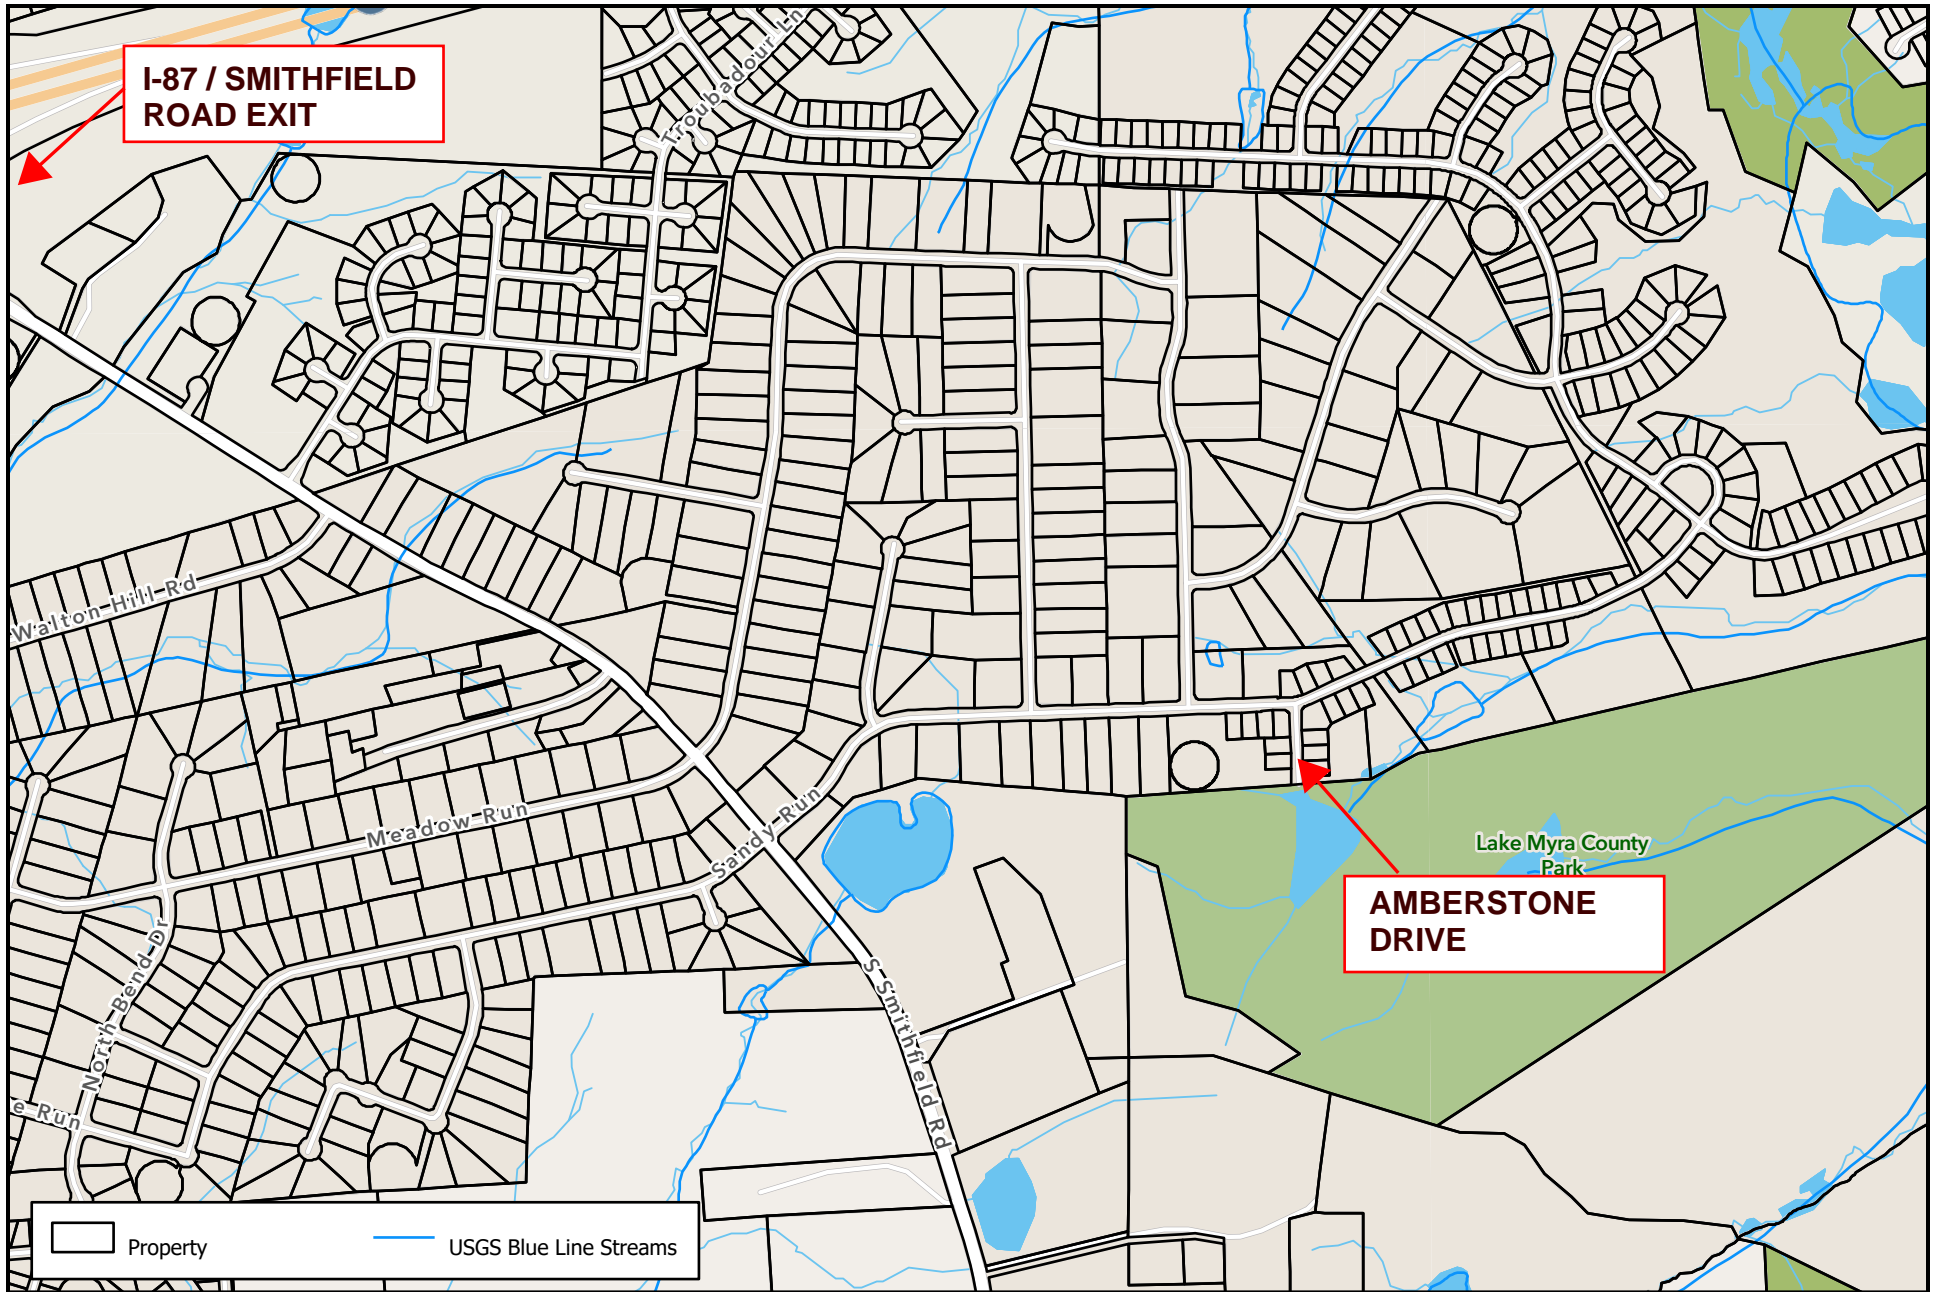 I-87 / SMITHFIELD
ROAD EXIT
Troubadour Ln
Walton Hill Rd
Meadow Run
Sandy Run
Lake Myra County
Park
AMBERSTONE
DRIVE
North Bend Dr
S Smithfield Rd
e Run
Property
USGS Blue Line Streams